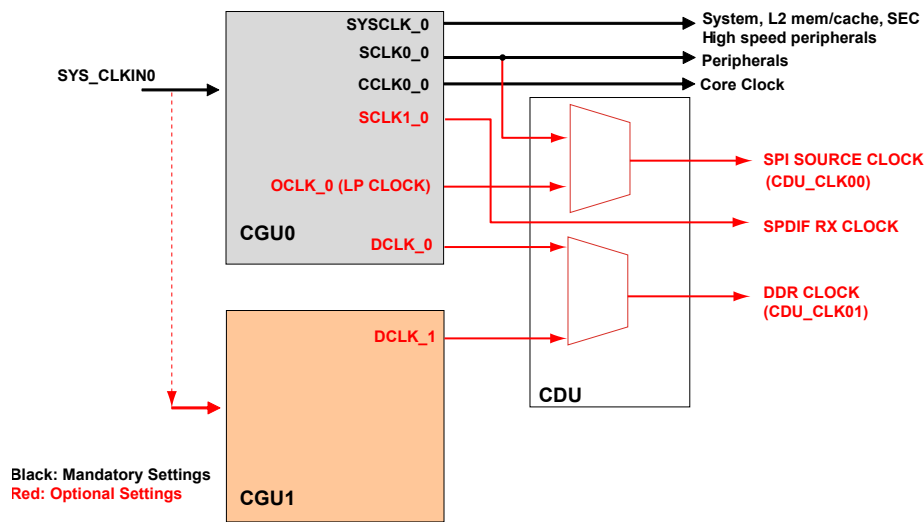 SYSCLK_0
System, L2 mem/cache, SEC
High speed peripherals
SCLK0_0
Peripherals
SYS_CLKIN0
CCLK0_0
Core Clock
SCLK1_0
SPI SOURCE CLOCK
(CDU_CLK00)
OCLK_0 (LP CLOCK)
SPDIF RX CLOCK
CGU0
DCLK_0
DDR CLOCK
(CDU_CLK01)
DCLK_1
CDU
Black: Mandatory Settings
Red: Optional Settings
CGU1